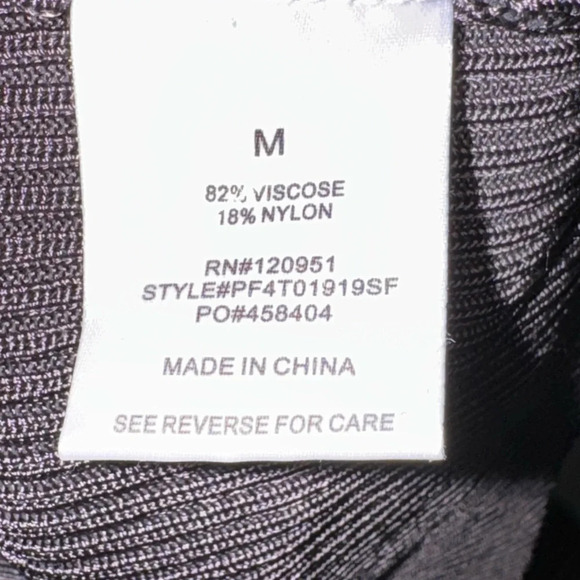 M
82% VISCOSE
18% NYLON
RN#120951
STYLE#PF4T01919SF
PO#458404
MADE IN CHINA
SEE REVERSE FOR CARE